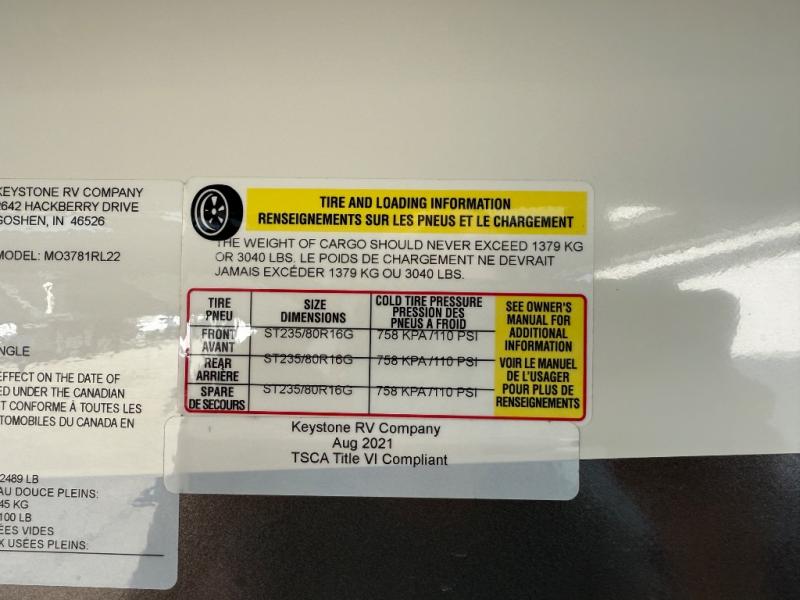 KEYSTONE RV COMPANY
2642 HACKBERRY DRIVE
GOSHEN, IN 46526
MODEL: MO3781RL22
NGLE
EFFECT ON THE DATE OF
ED UNDER THE CANADIAN
T CONFORME À TOUTES LES
TOMOBILES DU CANADA EN
2489 LB
AU DOUCE PLEINS:
45 KG
100 LB
ÉES VIDES
X USÉES PLEINS:
TIRE AND LOADING INFORMATION
RENSEIGNEMENTS SUR LES PNEUS ET LE CHARGEMENT
THE WEIGHT OF CARGO SHOULD NEVER EXCEED 1379 KG
OR 3040 LBS. LE POIDS DE CHARGEMENT NE DEVRAIT
JAMAIS EXCÉDER 1379 KG OU 3040 LBS.
TIRE
PNEU
SIZE
DIMENSIONS
COLD TIRE PRESSURE
PRESSION DES
PNEUS A FROID
FRONT
AVANT
ST235/80R16G
758 KPA /110 PSI
REAR
ARRIÈRE
ST235/80R16G
758 KPA /110 PSI
SPARE
DE SECOURS
ST235/80R16G
758 KPA /110 PSI
SEE OWNER'S
MANUAL FOR
ADDITIONAL
INFORMATION
VOIR LE MANUEL
DE L'USAGER
POUR PLUS DE
RENSEIGNEMENTS
Keystone RV Company
Aug 2021
TSCA Title VI Compliant